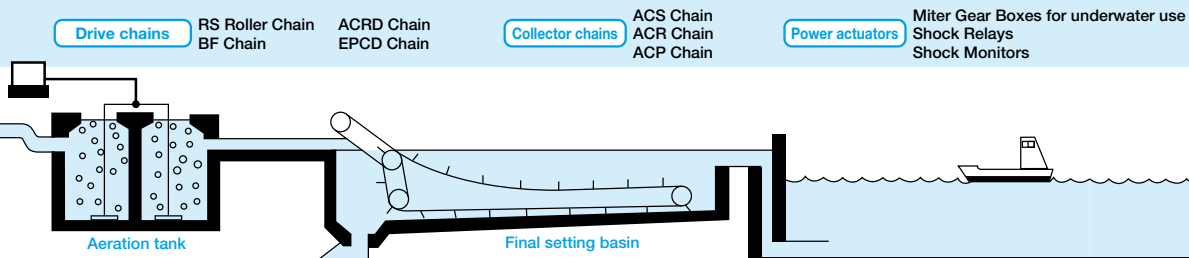 Drive chains
RS Roller Chain
BF Chain
ACRD Chain
EPCD Chain
Collector chains
ACS Chain
ACR Chain
ACP Chain
Power actuators
Miter Gear Boxes for underwater use
Shock Relays
Shock Monitors
Aeration tank
Final setting basin